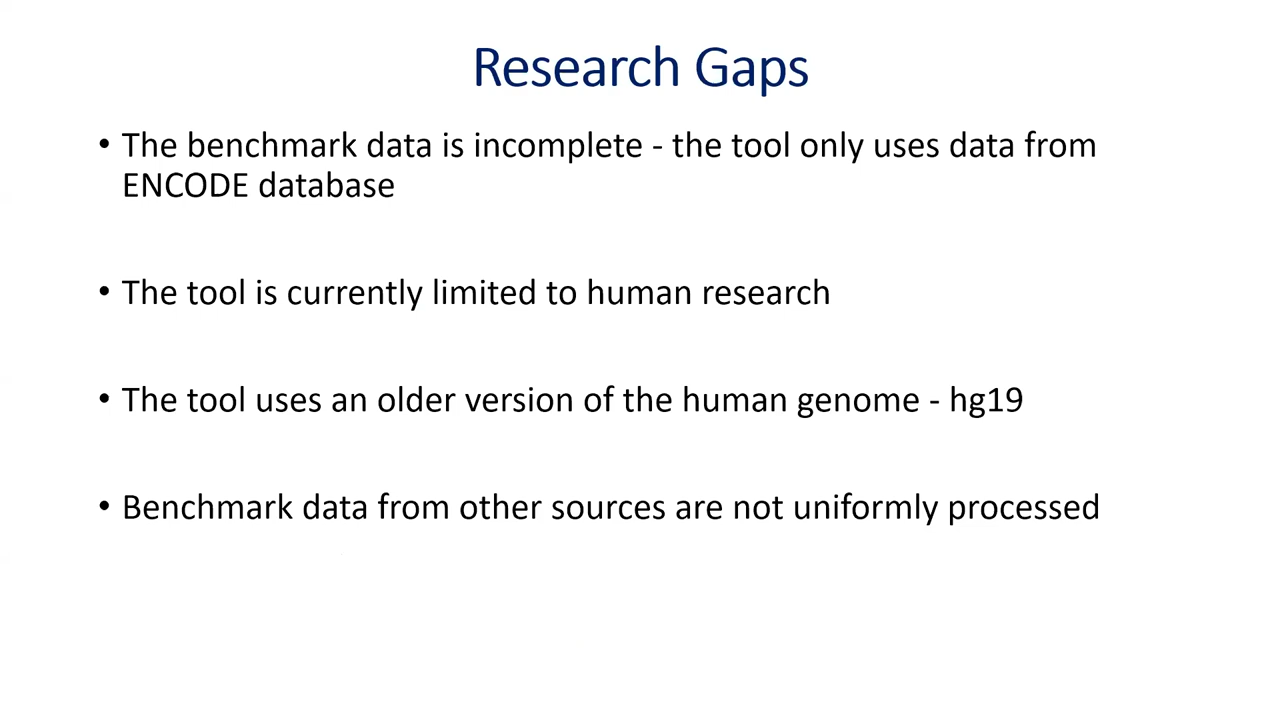 Research Gaps
• The benchmark data is incomplete - the tool only uses data from
ENCODE database
• The tool is currently limited to human research
• The tool uses an older version of the human genome - hg19
• Benchmark data from other sources are not uniformly processed